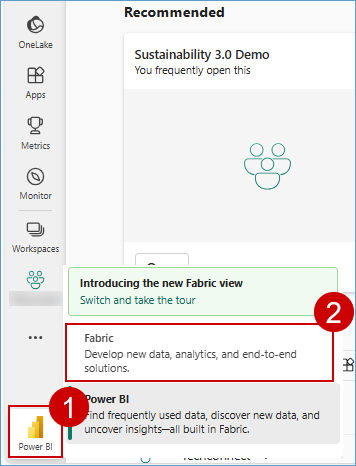 Recommended
OneLake
Apps
Metrics
Monitor
Workspaces
Power BI
Sustainability 3.0 Demo
You frequently open this
Introducing the new Fabric view
Switch and take the tour
2
Fabric
Develop new data, analytics, and end-to-end
solutions.
1
Power BI
Find frequently used data, discover new data, and
uncover insights—all built in Fabric.